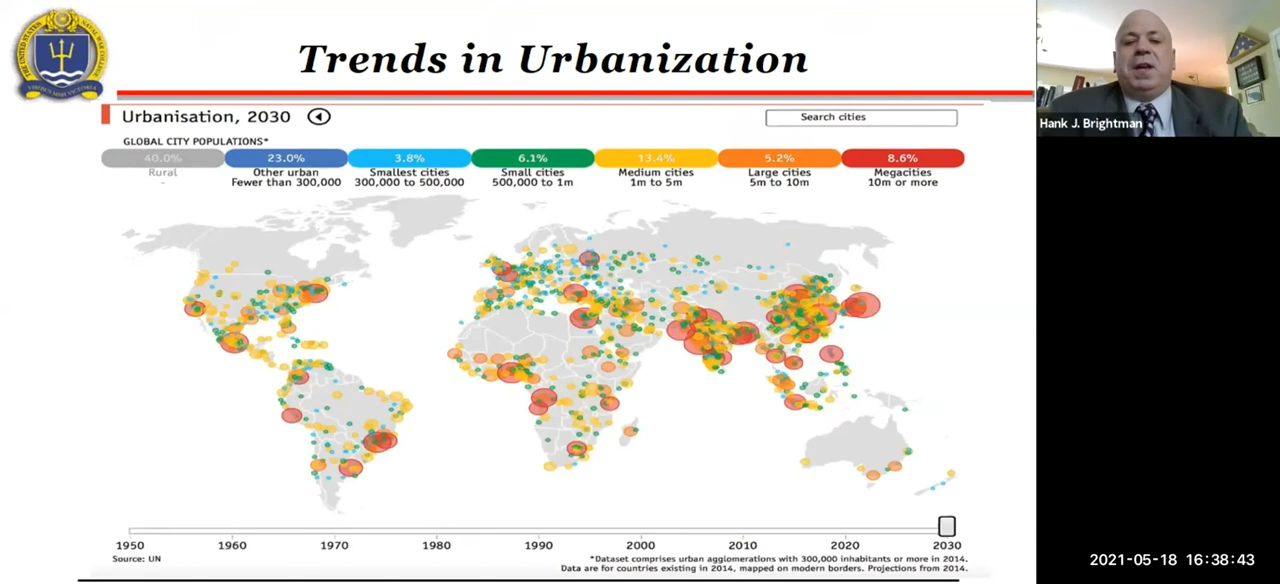 Trends in Urbanization
Urbanisation, 2030
Search cities
GLOBAL CITY POPULATIONS*
40.0% 23.0% 3.8% 6.1% 13.4% 5.2% 8.6%
Rural Other urban Smallest cities Small cities Medium cities Large cities Megacities
- Fewer than 300,000 300,000 to 500,000 500,000 to 1m 1m to 5m 5m to 10m 10m or more
1950 1960 1970 1980 1990 2000 2010 2020 2030
Source: UN
*Dataset comprises urban agglomerations with 300,000 inhabitants or more in 2014.
Data are for countries existing in 2014, mapped on modern borders. Projections from 2014.
Hank J. Brightman
2021-05-18 16:38:43